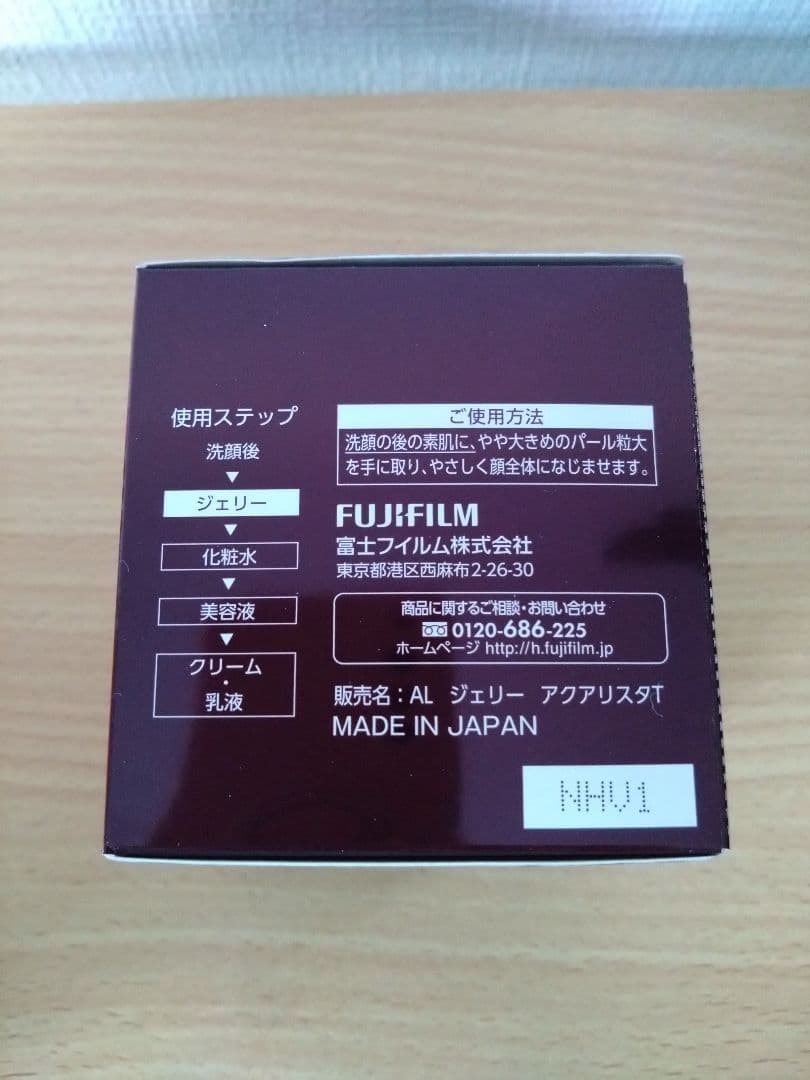 使用ステップ
洗顔後
▼
ジェリー
▼
化粧水
▼
美容液
▼
クリーム
・
乳液
ご使用方法
洗顔の後の素肌に、やや大きめのパール粒大
を手に取り、やさしく顔全体になじませます。
FUJIFILM
富士フイルム株式会社
東京都港区西麻布2-26-30
商品に関するご相談・お問い合わせ
0120-686-225
ホームページ http://h.fujifilm.jp
販売名：AL ジェリー アクアリスタT
MADE IN JAPAN
NHV1